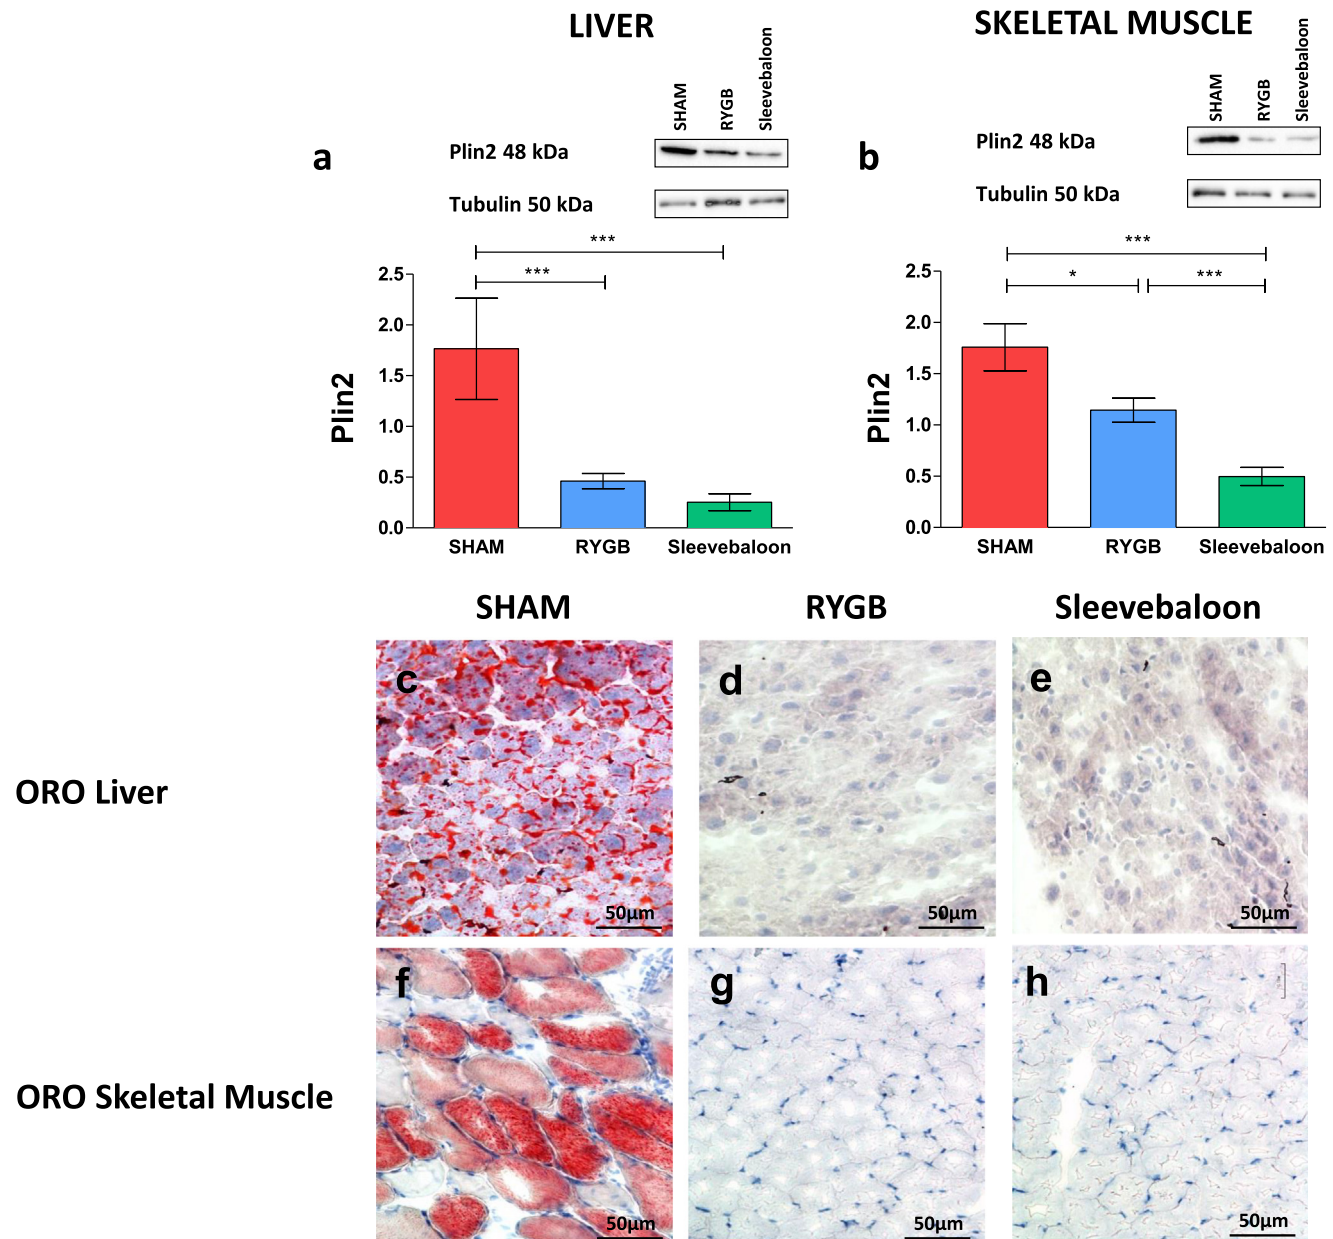 LIVER
SKELETAL MUSCLE
SHAM
RYGB
Sleevebaloon
SHAM
RYGB
Sleevebaloon
a
Plin2 48 kDa
Tubulin 50 kDa
b
Plin2 48 kDa
Tubulin 50 kDa
***
***
2.5
2.0
1.5
1.0
0.5
0.0
Plin2
SHAM
RYGB
Sleevebaloon
***
*
***
2.5
2.0
1.5
1.0
0.5
0.0
Plin2
SHAM
RYGB
Sleevebaloon
SHAM
RYGB
Sleevebaloon
ORO Liver
c
50µm
d
50µm
e
50µm
ORO Skeletal Muscle
f
50µm
g
50µm
h
50µm